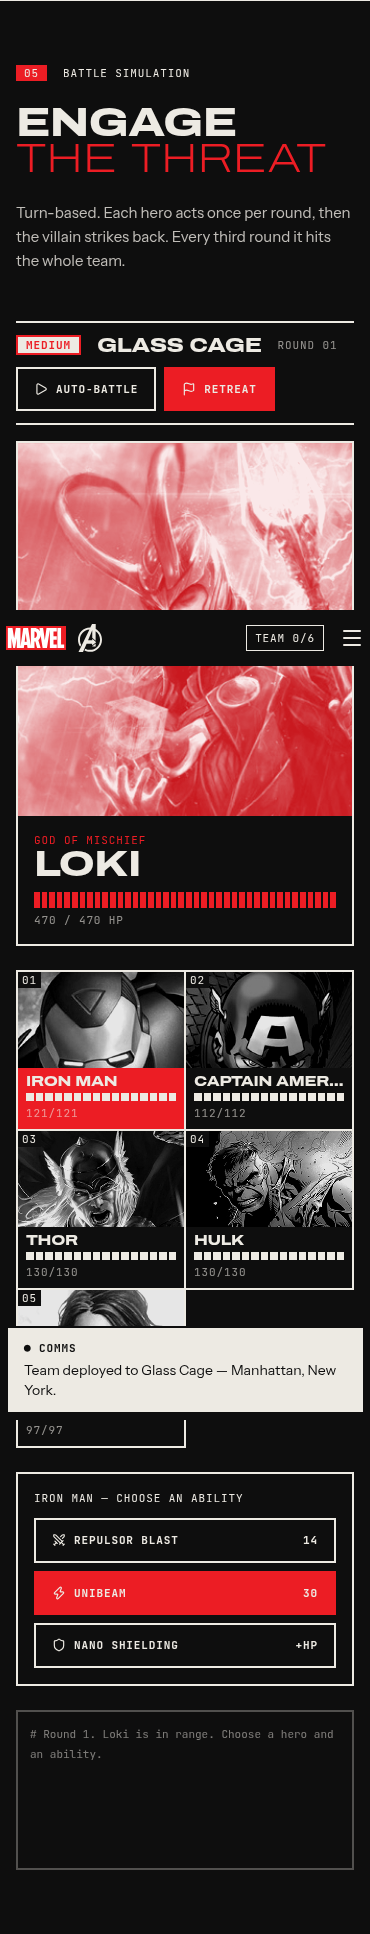 05 BATTLE SIMULATION
ENGAGE
THE THREAT
Turn-based. Each hero acts once per round, then
the villain strikes back. Every third round it hits
the whole team.
MEDIUM GLASS CAGE ROUND 01
AUTO-BATTLE RETREAT
MARVEL A TEAM 0/6
GOD OF MISCHIEF
LOKI
470 / 470 HP
01 02
IRON MAN CAPTAIN AMER...
121/121 112/112
03 04
THOR HULK
130/130 130/130
05
COMMS
Team deployed to Glass Cage — Manhattan, New
York.
97/97
IRON MAN — CHOOSE AN ABILITY
REPULSOR BLAST 14
UNIBEAM 30
NANO SHIELDING +HP
# Round 1. Loki is in range. Choose a hero and
an ability.